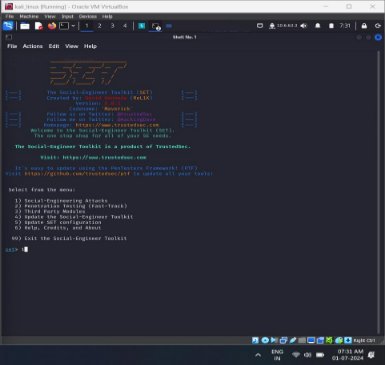 kali_linux [Running] - Oracle VM VirtualBox
File Machine View Input Devices Help
1 2 3 4
7:31
Shell No. 1
File Actions Edit View Help
[---] The Social-Engineer Toolkit (SET) [---]
[---] Created by: David Kennedy (ReL1K) [---]
Version: 8.0.3
Codename: 'Maverick'
[---] Follow us on Twitter: @TrustedSec [---]
[---] Follow me on Twitter: @HackingDave [---]
[---] Homepage: https://www.trustedsec.com [---]
Welcome to the Social-Engineer Toolkit (SET).
The one stop shop for all of your SE needs.
The Social-Engineer Toolkit is a product of TrustedSec.
Visit: https://www.trustedsec.com
It's easy to update using the PenTesters Framework! (PTF)
Visit https://github.com/trustedsec/ptf to update all your tools!
Select from the menu:
1) Social-Engineering Attacks
2) Penetration Testing (Fast-Track)
3) Third Party Modules
4) Update the Social-Engineer Toolkit
5) Update SET configuration
6) Help, Credits, and About
99) Exit the Social-Engineer Toolkit
set>
Right Ctrl
ENG
IN
07:31 AM
01-07-2024